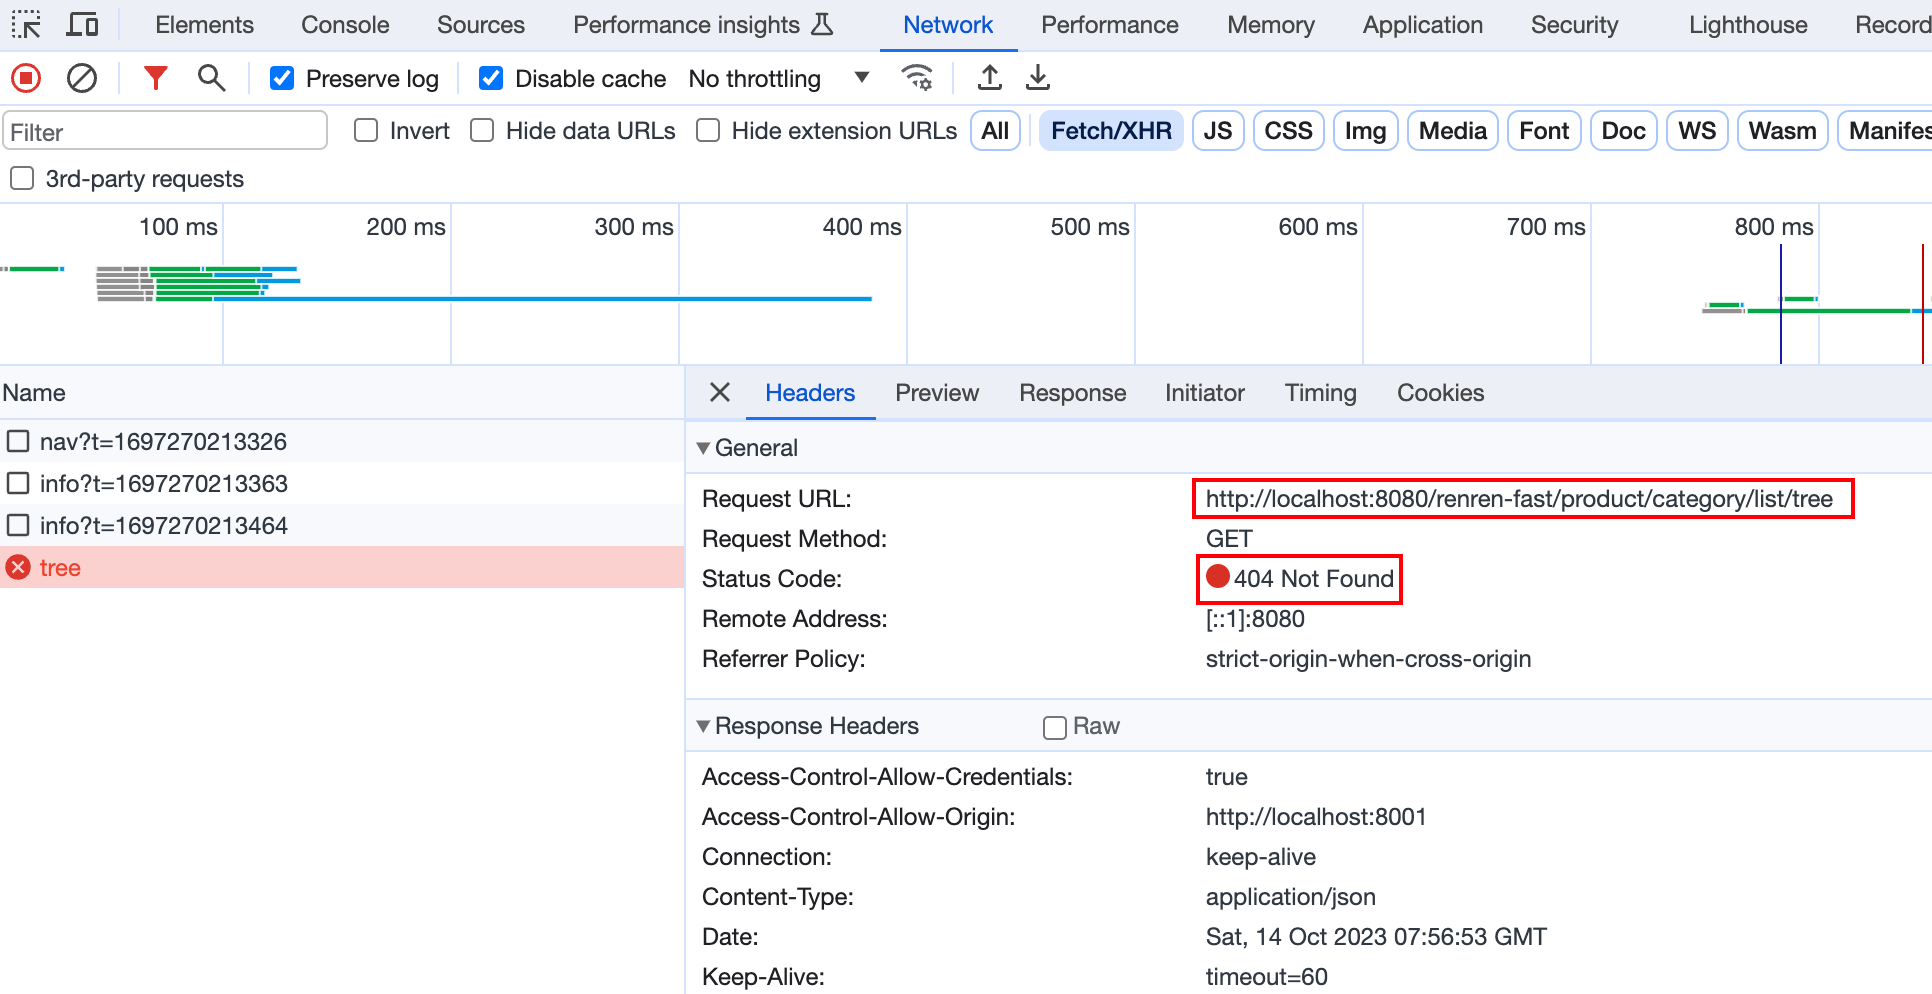 Elements Console Sources Performance insights Network Performance Memory Application Security Lighthouse Record
Preserve log Disable cache No throttling
Filter Invert Hide data URLs Hide extension URLs All Fetch/XHR JS CSS Img Media Font Doc WS Wasm Manifes
3rd-party requests
100 ms 200 ms 300 ms 400 ms 500 ms 600 ms 700 ms 800 ms
Name Headers Preview Response Initiator Timing Cookies
nav?t=1697270213326
info?t=1697270213363
info?t=1697270213464
tree
General
Request URL: http://localhost:8080/renren-fast/product/category/list/tree
Request Method: GET
Status Code: 404 Not Found
Remote Address: [::1]:8080
Referrer Policy: strict-origin-when-cross-origin
Response Headers Raw
Access-Control-Allow-Credentials: true
Access-Control-Allow-Origin: http://localhost:8001
Connection: keep-alive
Content-Type: application/json
Date: Sat, 14 Oct 2023 07:56:53 GMT
Keep-Alive: timeout=60